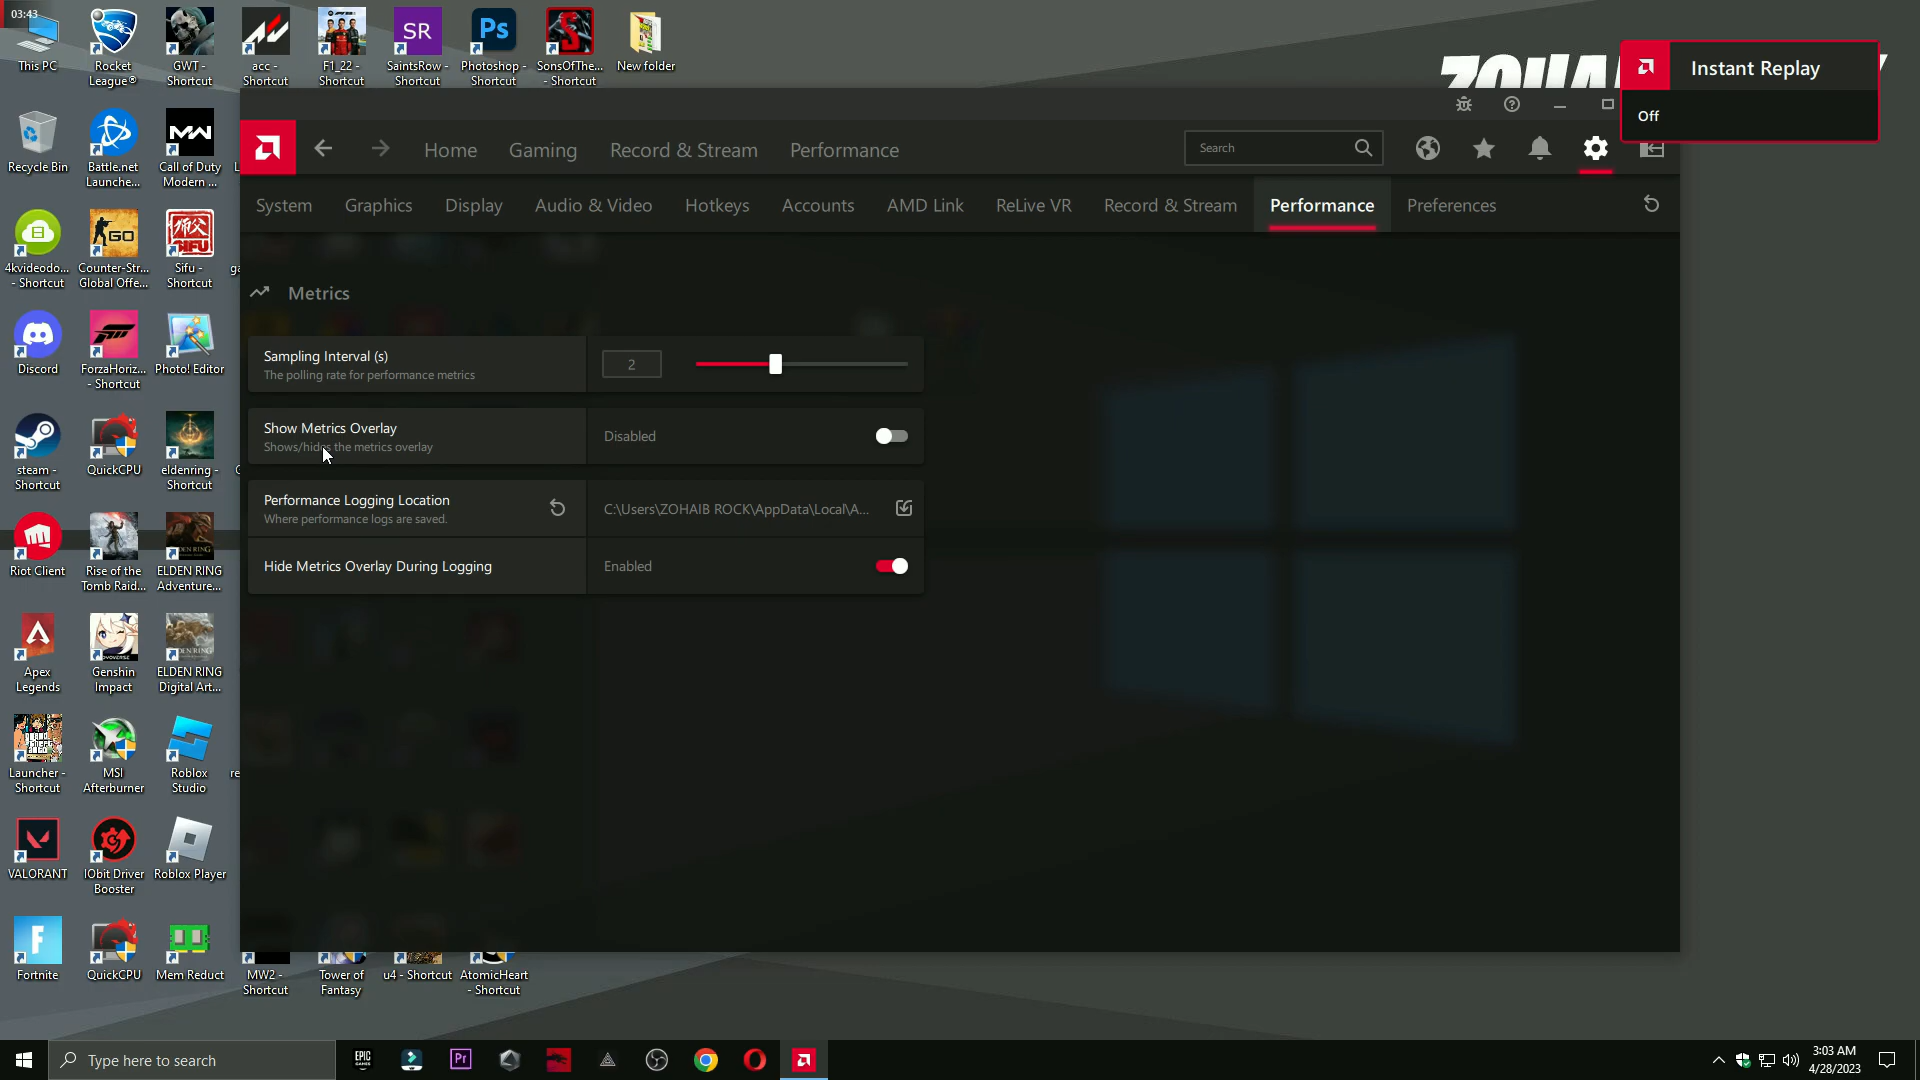 03:43
This PC
Rocket
League®
GWT -
Shortcut
acc -
Shortcut
F1_22 -
Shortcut
SR
SaintsRow -
Shortcut
Ps
Photoshop -
Shortcut
SonsOfThe...
- Shortcut
New folder
Instant Replay
Off
Home
Gaming
Record & Stream
Performance
Search
System
Graphics
Display
Audio & Video
Hotkeys
Accounts
AMD Link
ReLive VR
Record & Stream
Performance
Preferences
Metrics
Sampling Interval (s)
The polling rate for performance metrics
2
Show Metrics Overlay
Shows/hides the metrics overlay
Disabled
Performance Logging Location
Where performance logs are saved.
C:\Users\ZOHAIB ROCK\AppData\Local\A...
Hide Metrics Overlay During Logging
Enabled
Recycle Bin
Battle.net
Launche...
MW
Call of Duty
Modern ...
4kvideodo...
- Shortcut
GO
Counter-Str...
Global Offe...
Sifu -
Shortcut
Discord
ForzaHoriz...
- Shortcut
Photo! Editor
steam -
Shortcut
QuickCPU
eldenring -
Shortcut
Riot Client
Rise of the
Tomb Raid...
ELDEN RING
Adventure...
Apex
Legends
Genshin
Impact
ELDEN RING
Digital Art...
Launcher -
Shortcut
MSI
Afterburner
Roblox
Studio
VALORANT
IObit Driver
Booster
Roblox Player
Fortnite
QuickCPU
Mem Reduct
MW2 -
Shortcut
Tower of
Fantasy
u4 - Shortcut
AtomicHeart
- Shortcut
Type here to search
EPIC
GAMES
Pr
3:03 AM
4/28/2023